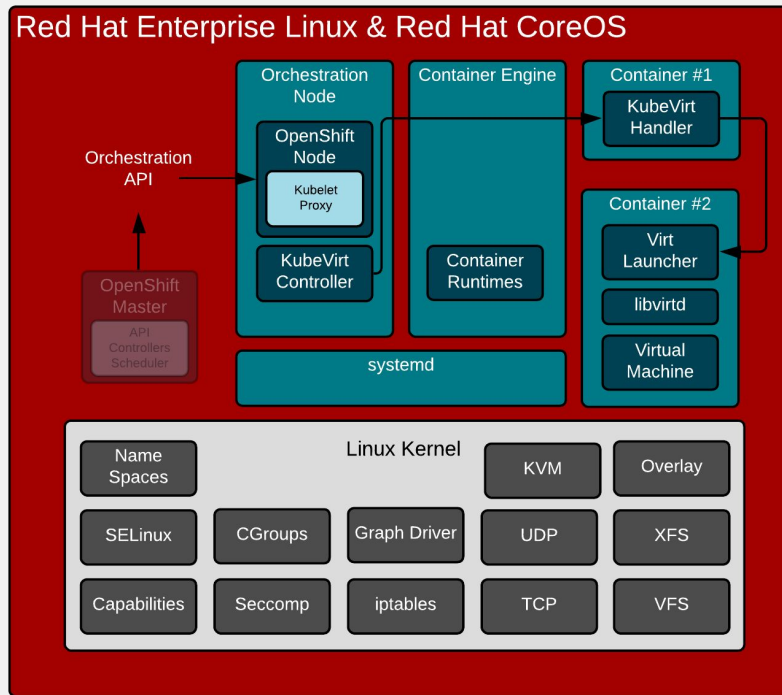 Red Hat Enterprise Linux & Red Hat CoreOS
Orchestration
Node
OpenShift
Node
Kubelet
Proxy
KubeVirt
Controller
Container Engine
Container
Runtimes
Container #1
KubeVirt
Handler
Container #2
Virt
Launcher
libvirtd
Virtual
Machine
Orchestration
API
OpenShift
Master
API
Controllers
Scheduler
systemd
Linux Kernel
Name
Spaces
KVM
Overlay
SELinux
CGroups
Graph Driver
UDP
XFS
Capabilities
Seccomp
iptables
TCP
VFS